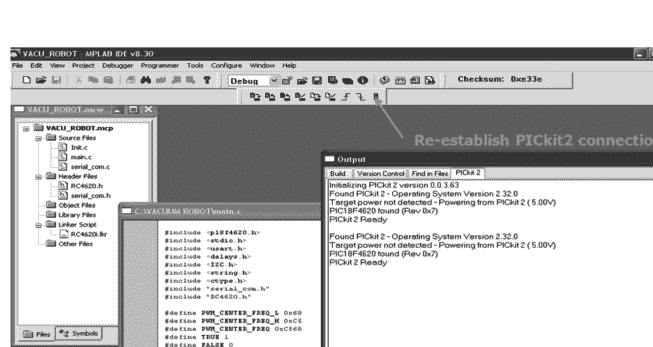 VACU_ROBOT - MPLAB IDE v8.30
File Edit View Project Debugger Programmer Tools Configure Window Help
Debug
Checksum: 0xe33e
VACU_ROBOT.mcw
Re-establish PICkit2 connectio
VACU_ROBOT.mcp
Source Files
Init.c
main.c
serial_com.c
Header Files
RC4620.h
serial_com.h
Object Files
Library Files
Linker Script
RC4620i.lkr
Other Files
Files Symbols
C:\VACUUM ROBOT\main.c
#include <p18f4620.h>
#include <stdio.h>
#include <usart.h>
#include <delays.h>
#include <I2C.h>
#include <string.h>
#include <ctype.h>
#include "serial_com.h"
#include "RC4620.h"
#define PWM_CENTER_FREQ_L 0x68
#define PWM_CENTER_FREQ_H 0xC5
#define PWM_CENTER_FREQ 0xC568
#define TRUE 1
#define FALSE 0
Output
Build Version Control Find in Files PICkit 2
Initializing PICkit 2 version 0.0.3.63
Found PICkit 2 - Operating System Version 2.32.0
Target power not detected - Powering from PICkit 2 ( 5.00V)
PIC18F4620 found (Rev 0x7)
PICkit 2 Ready
Found PICkit 2 - Operating System Version 2.32.0
Target power not detected - Powering from PICkit 2 ( 5.00V)
PIC18F4620 found (Rev 0x7)
PICkit 2 Ready